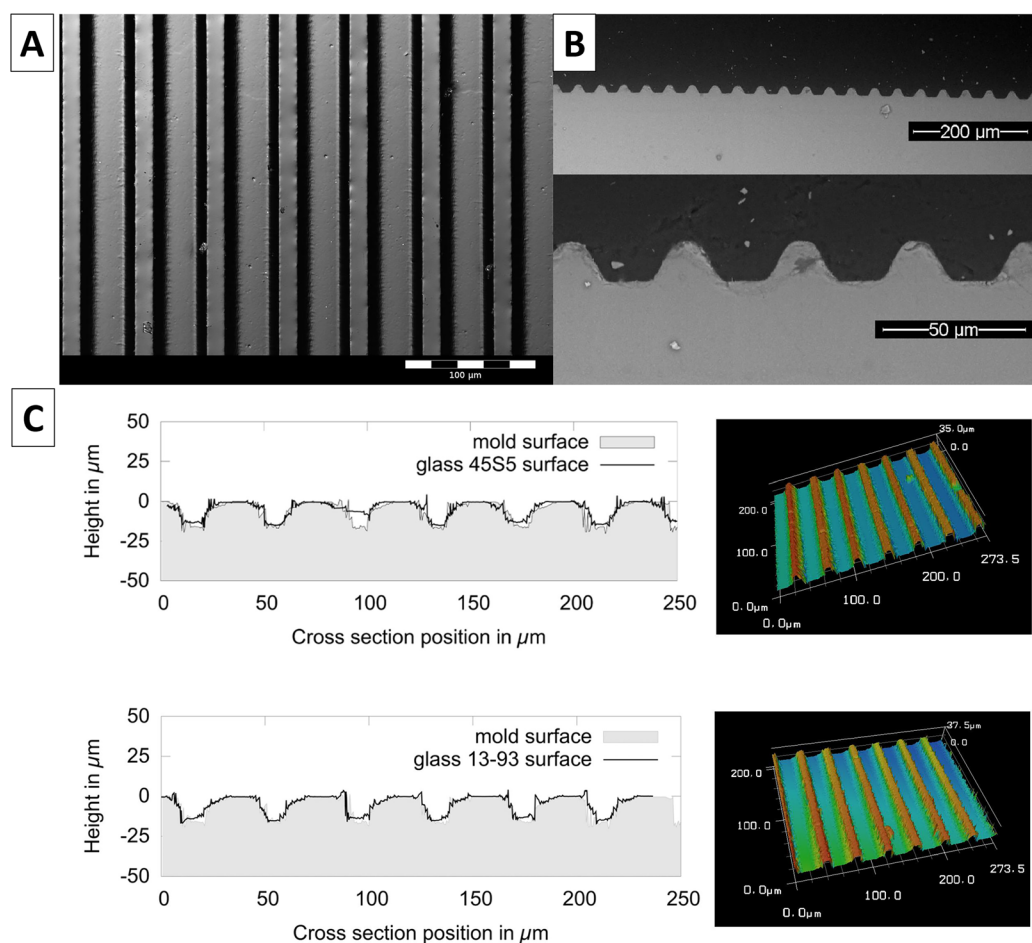 A
100 µm
B
200 µm
50 µm
C
50
25
0
-25
-50
Height in µm
mold surface
glass 45S5 surface
0
50
100
150
200
250
Cross section position in µm
35.0µm
0.0
200.0
100.0
0.0µm
0.0µm
100.0
200.0
273.5
50
25
0
-25
-50
Height in µm
mold surface
glass 13-93 surface
0
50
100
150
200
250
Cross section position in µm
37.5µm
0.0
200.0
100.0
0.0µm
0.0µm
100.0
200.0
273.5